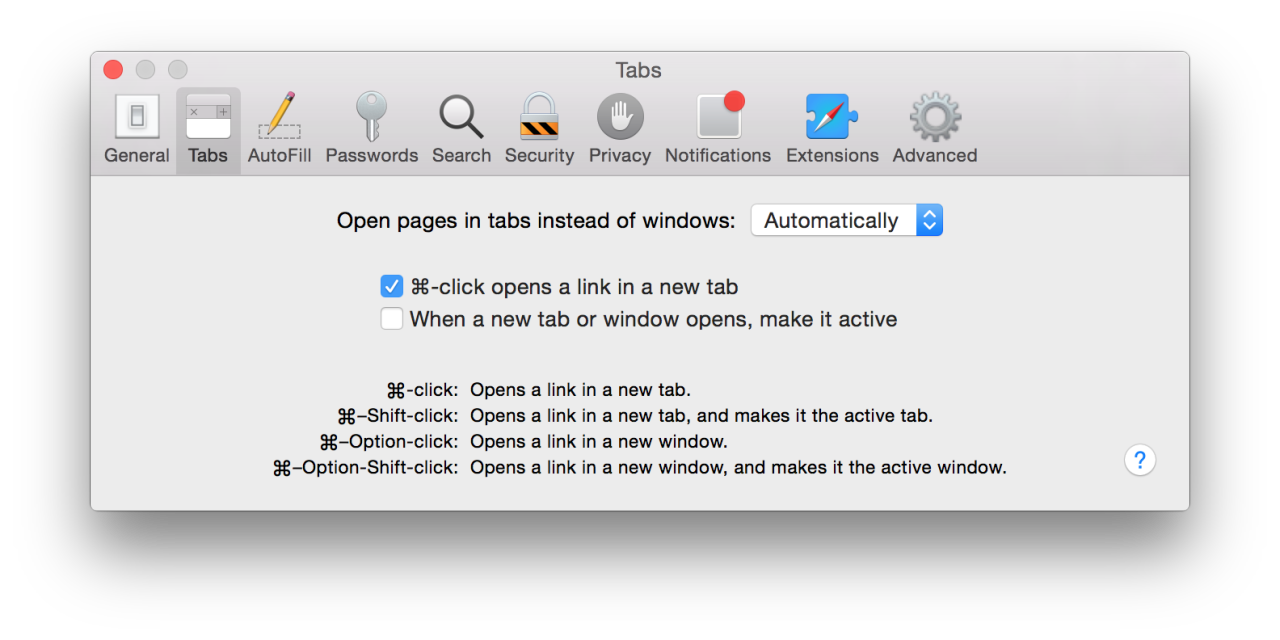 Tabs
General Tabs AutoFill Passwords Search Security Privacy Notifications Extensions Advanced
Open pages in tabs instead of windows: Automatically
⌘-click opens a link in a new tab
When a new tab or window opens, make it active
⌘-click: Opens a link in a new tab.
⌘–Shift-click: Opens a link in a new tab, and makes it the active tab.
⌘–Option-click: Opens a link in a new window.
⌘–Option-Shift-click: Opens a link in a new window, and makes it the active window.
?